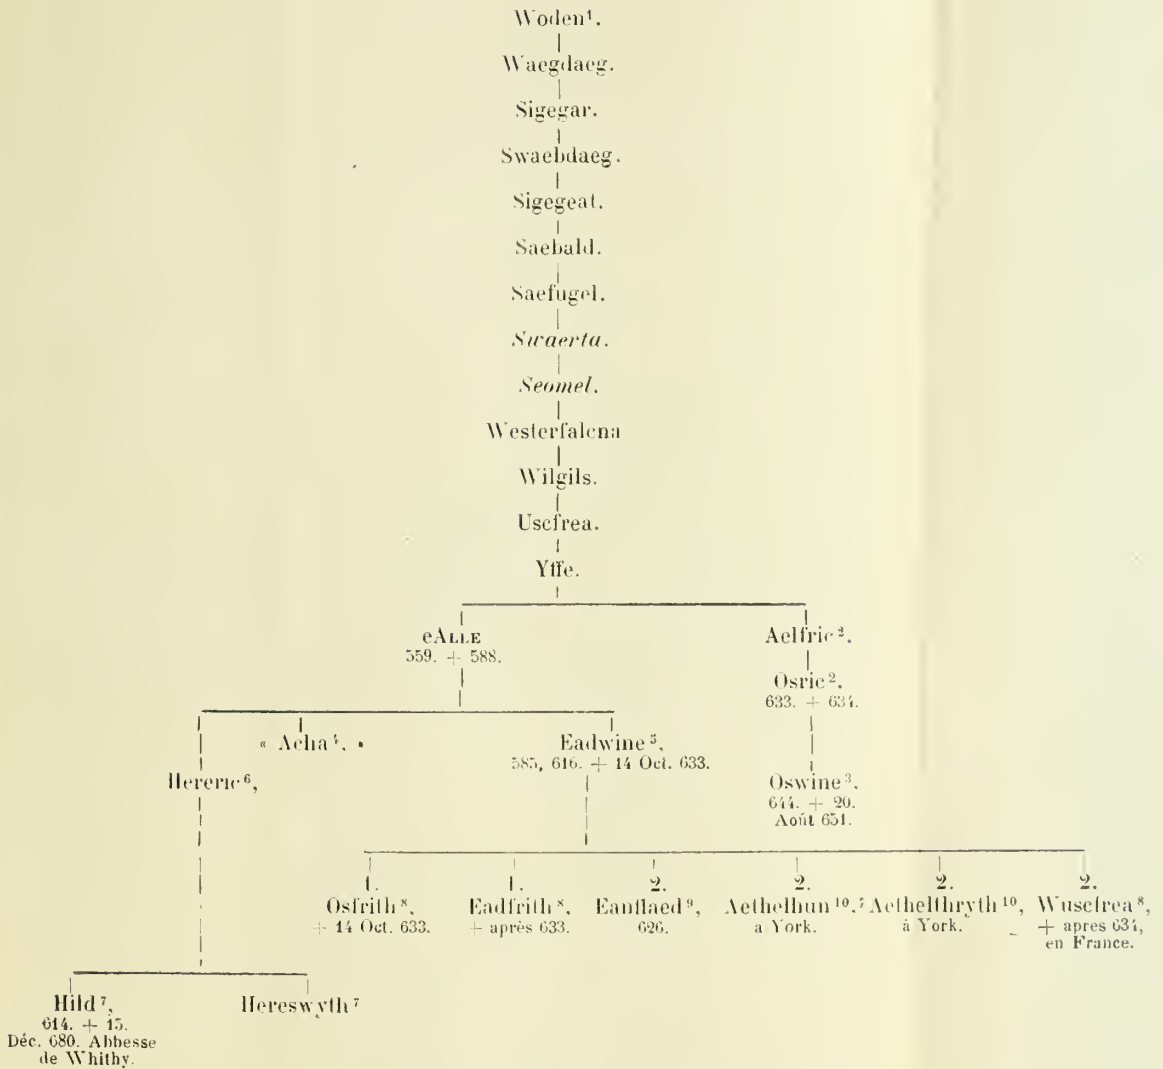 Woden¹.
Waegdaeg.
Sigegar.
Swaebdaeg.
Sigegeat.
Saebald.
Saefugel.
Swaerta.
Seomel.
Westerfalcna
Wilgils.
Uscfrea.
Yffe.
eALLE
559. + 588.
Aelfric².
Osric².
633. + 634.
« Acha⁴. »
Eadwine⁵,
585, 616. + 14 Oct. 633.
Hereric⁶,
Oswine³.
644. + 20.
Août 651.
1. 1. 2. 2. 2. 2.
Osfrith⁸. Eadfrith⁸. Eanflaed⁹, Aethelhun¹⁰. Aethelthryth¹⁰, Wuscfrea⁸,
+ 14 Oct. 633. + après 633. 626. a York. à York. + apres 634,
en France.
Hild⁷, Hereswyth⁷
614. + 15.
Déc. 680. Abbesse
de Whithy.